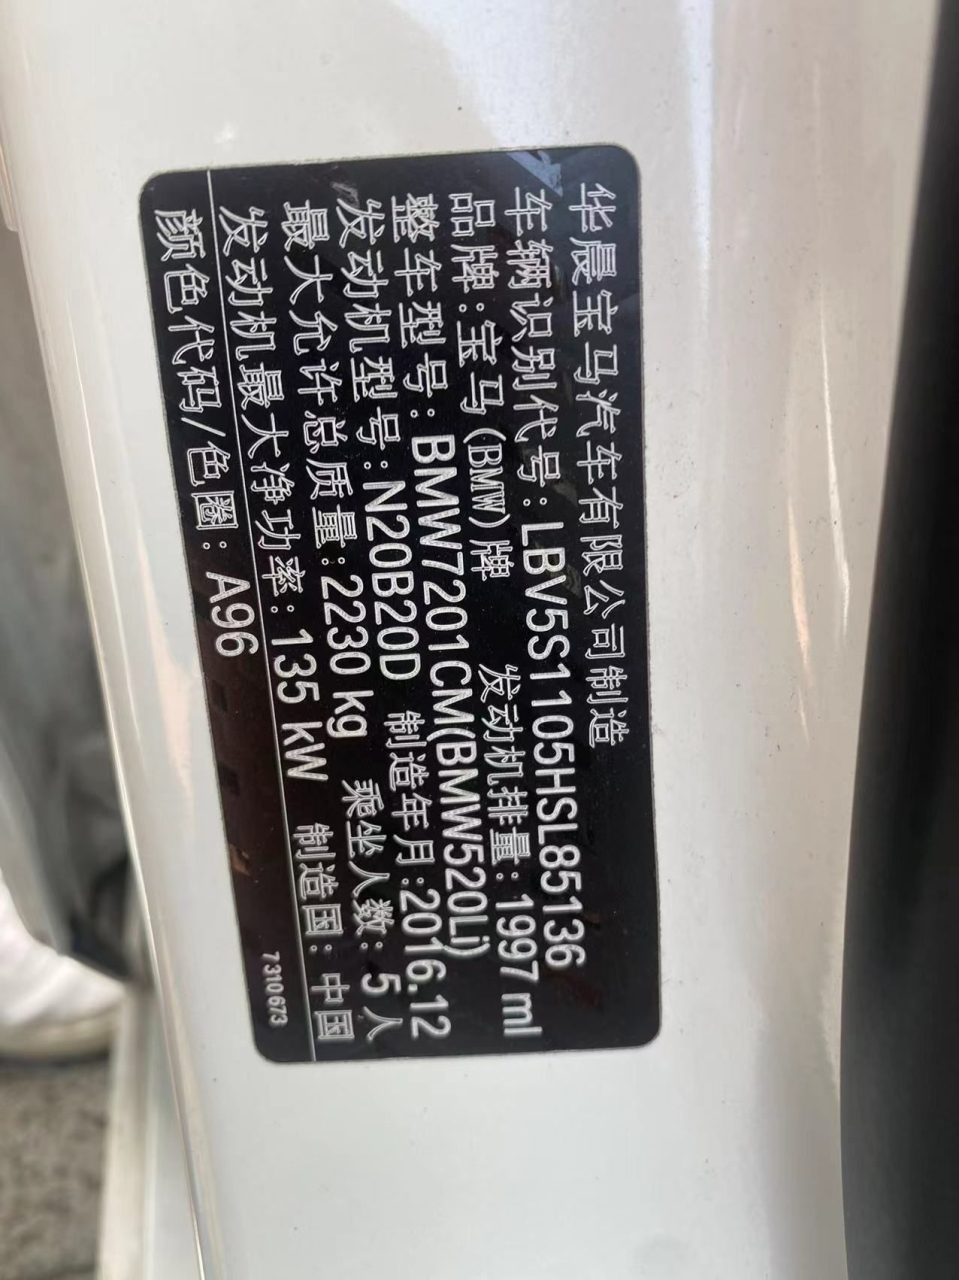 华晨宝马汽车有限公司制造
车辆识别代号:LBV5S1105HSL85136
品牌:宝马(BMW)牌 发动机排量:1997 ml
整车型号:BMW7201CM(BMW520Li)
发动机型号:N20B20D 制造年月:2016.12
最大允许总质量:2230 kg 乘坐人数:5人
发动机最大净功率:135 kW 制造国:中国
颜色代码/色圈:A96 7310673